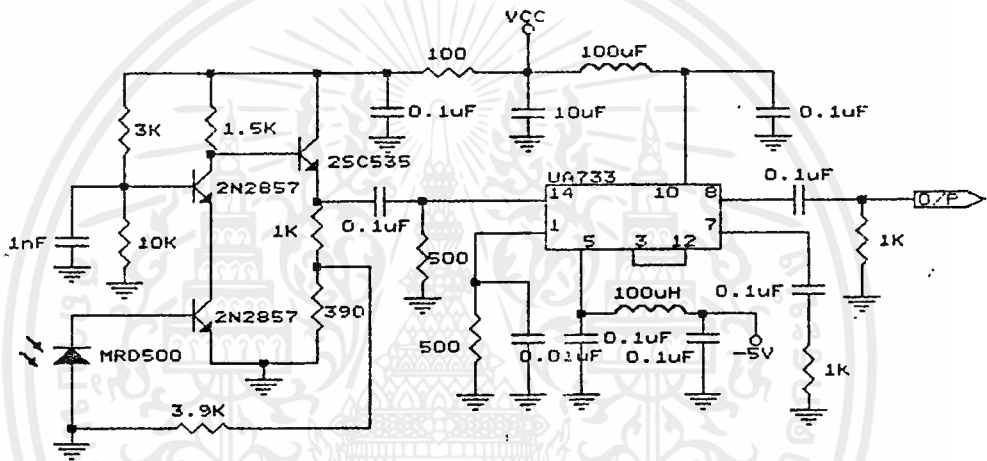 VCC
100
100uF
0.1uF
10uF
0.1uF
3K
1.5K
2SC535
2N2857
UA733
14
10
8
0.1uF
O/P
1nF
10K
1K
0.1uF
500
1
5
3
12
7
1K
2N2857
390
100uH
0.1uF
MRD500
500
0.01uF
0.1uF
0.1uF
-5V
1K
3.9K